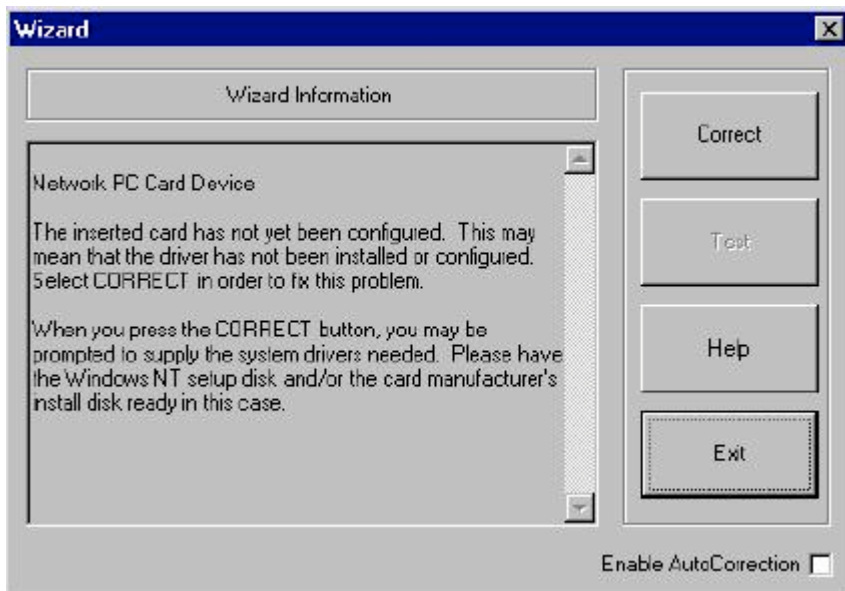 Wizard
Wizard Information
Network PC Card Device
The inserted card has not yet been configured. This may
mean that the driver has not been installed or configured.
Select CORRECT in order to fix this problem.
When you press the CORRECT button, you may be
prompted to supply the system drivers needed. Please have
the Windows NT setup disk and/or the card manufacturer's
install disk ready in this case.
Correct
Test
Help
Exit
Enable AutoCorrection